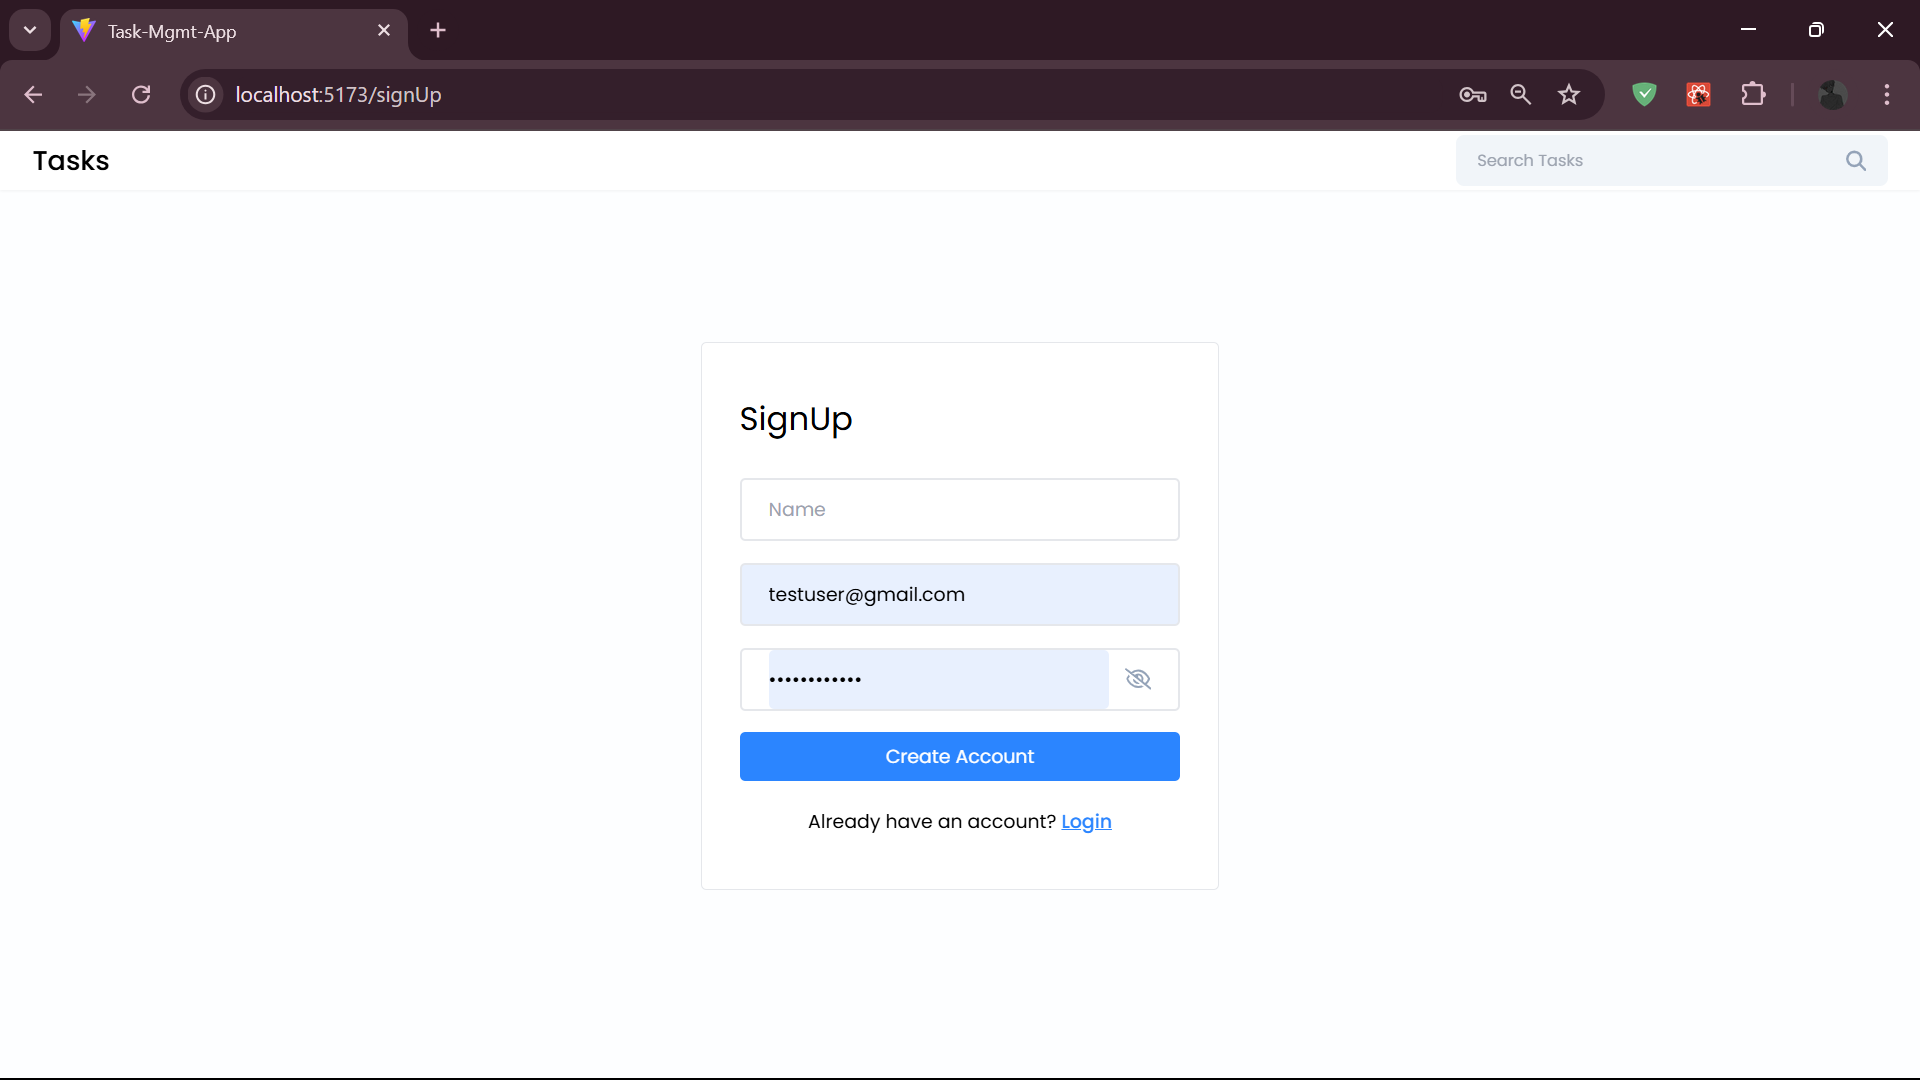 Task-Mgmt-App
localhost:5173/signUp
Tasks
Search Tasks
SignUp
Name
testuser@gmail.com
••••••••••••
Create Account
Already have an account? Login